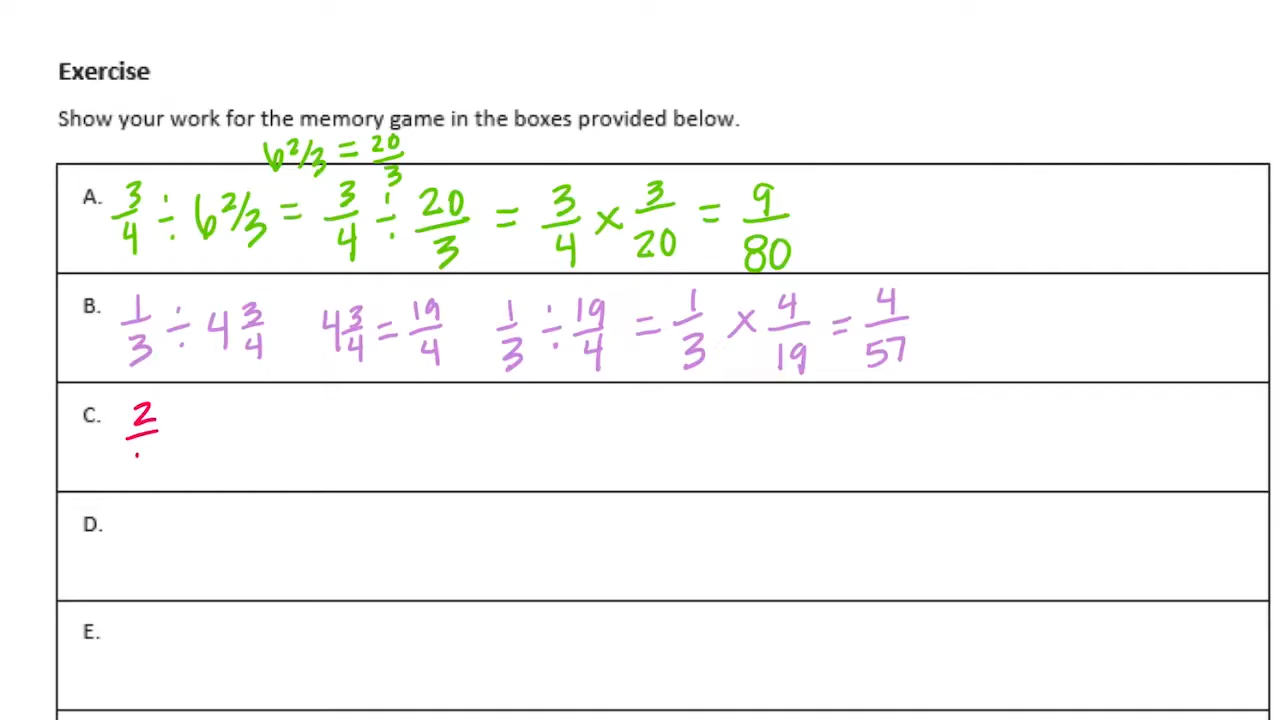 Exercise
Show your work for the memory game in the boxes provided below.
6 2/3 = 20/3
A. 3/4 ÷ 6 2/3 = 3/4 ÷ 20/3 = 3/4 × 3/20 = 9/80
B. 1/3 ÷ 4 3/4 4 3/4 = 19/4 1/3 ÷ 19/4 = 1/3 × 4/19 = 4/57
C. 2/
D.
E.